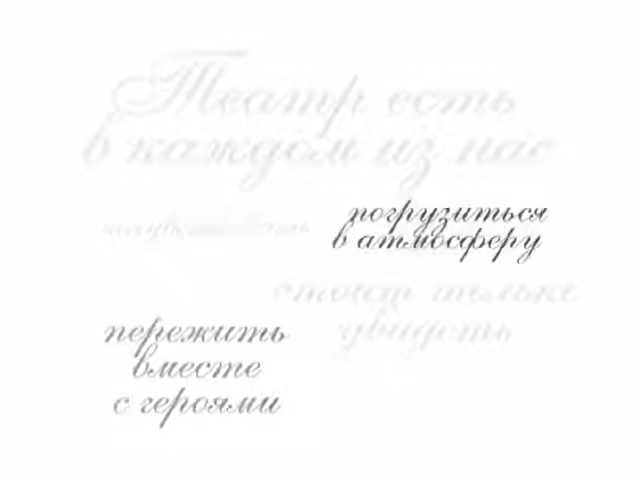 Театр есть
в каждом из нас
погрузиться
в атмосферу
стоит только
увидеть
пережить
вместе
с героями